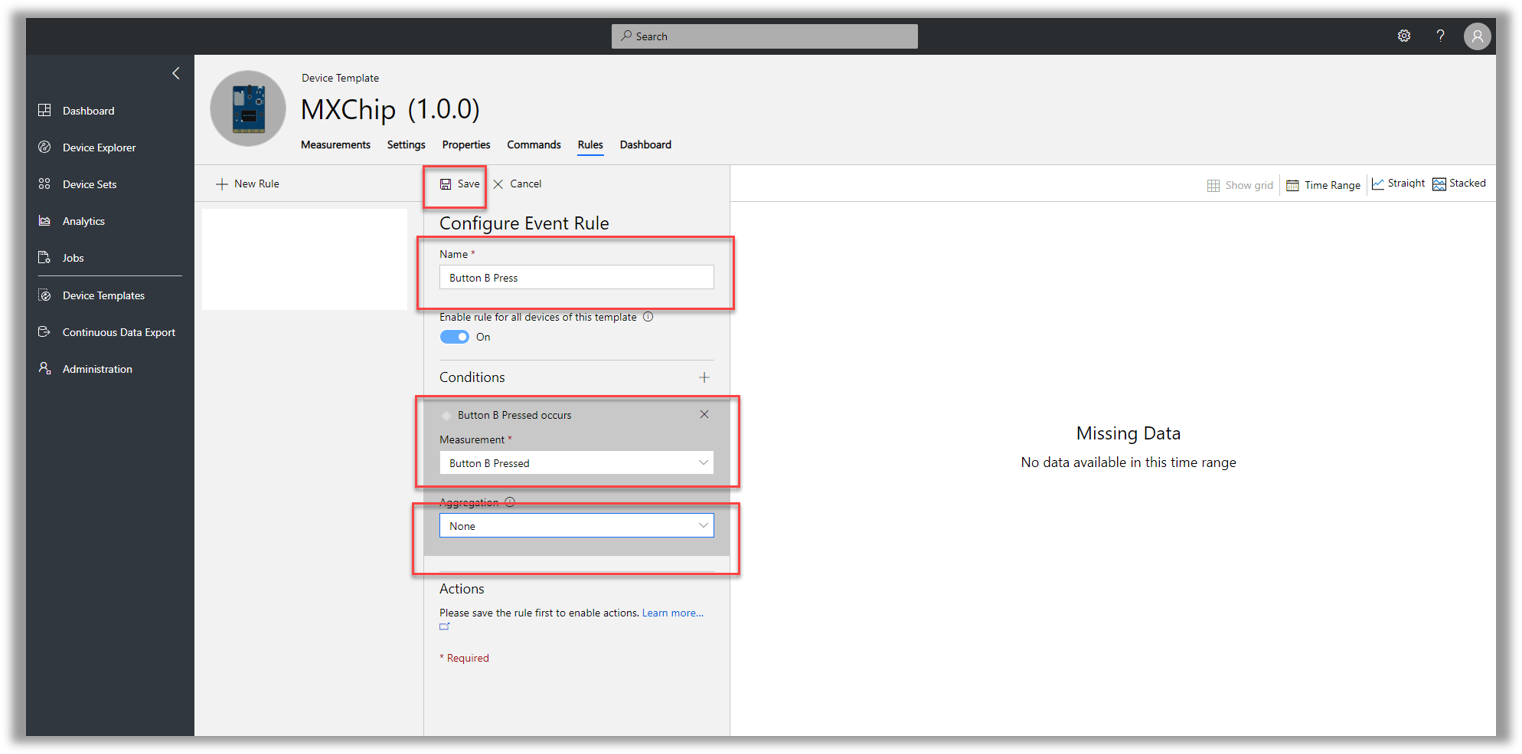 Search
?
Dashboard
Device Explorer
Device Sets
Analytics
Jobs
Device Templates
Continuous Data Export
Administration
Device Template
MXChip (1.0.0)
Measurements Settings Properties Commands Rules Dashboard
New Rule
Save Cancel
Show grid Time Range Straight Stacked
Configure Event Rule
Name *
Button B Press
Enable rule for all devices of this template
On
Conditions
Button B Pressed occurs
Measurement *
Button B Pressed
Aggregation
None
Actions
Please save the rule first to enable actions. Learn more...
* Required
Missing Data
No data available in this time range